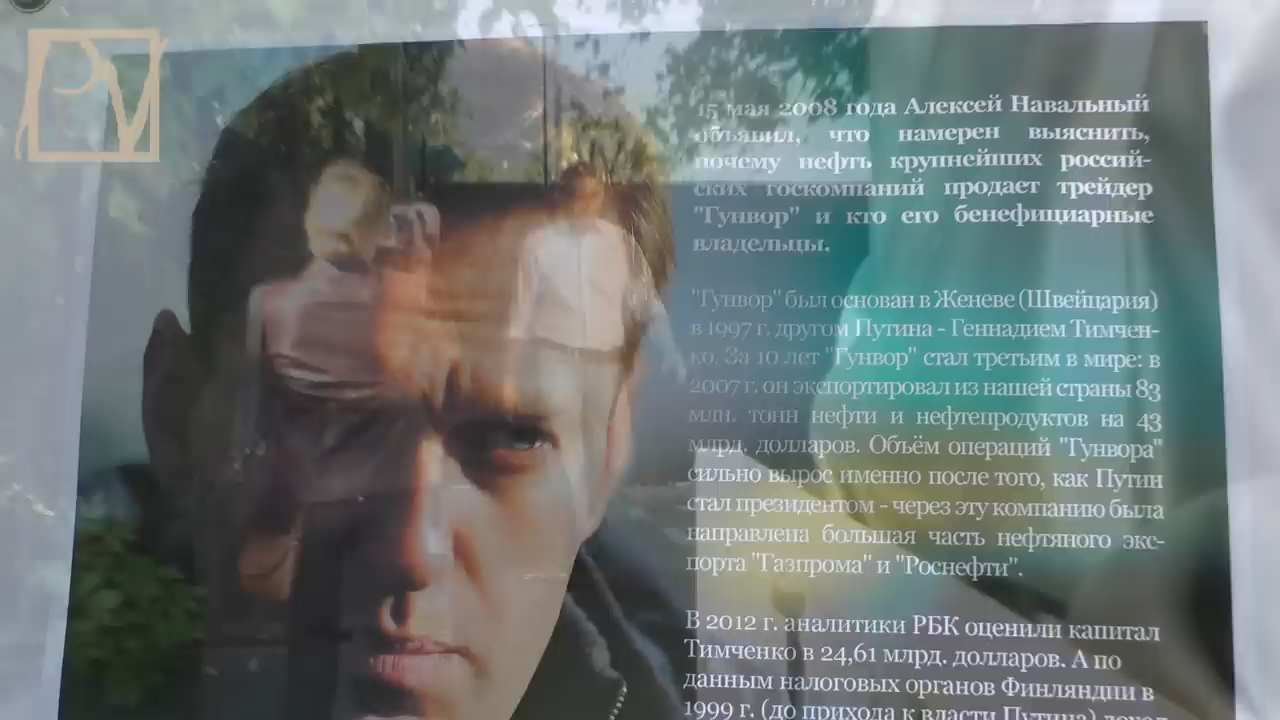 PV
15 мая 2008 года Алексей Навальный
объявил, что намерен выяснить,
почему нефть крупнейших россий-
ских госкомпаний продает трейдер
"Гунвор" и кто его бенефициарные
владельцы.
"Гунвор" был основан в Женеве (Швейцария)
в 1997 г. другом Путина - Геннадием Тимчен-
ко. За 10 лет "Гунвор" стал третьим в мире: в
2007 г. он экспортировал из нашей страны 83
млн. тонн нефти и нефтепродуктов на 43
млрд. долларов. Объём операций "Гунвора"
сильно вырос именно после того, как Путин
стал президентом - через эту компанию была
направлена большая часть нефтяного экс-
порта "Газпрома" и "Роснефти".
В 2012 г. аналитики РБК оценили капитал
Тимченко в 24,61 млрд. долларов. А по
данным налоговых органов Финляндии в
1999 г. (до прихода к власти Путина) доход